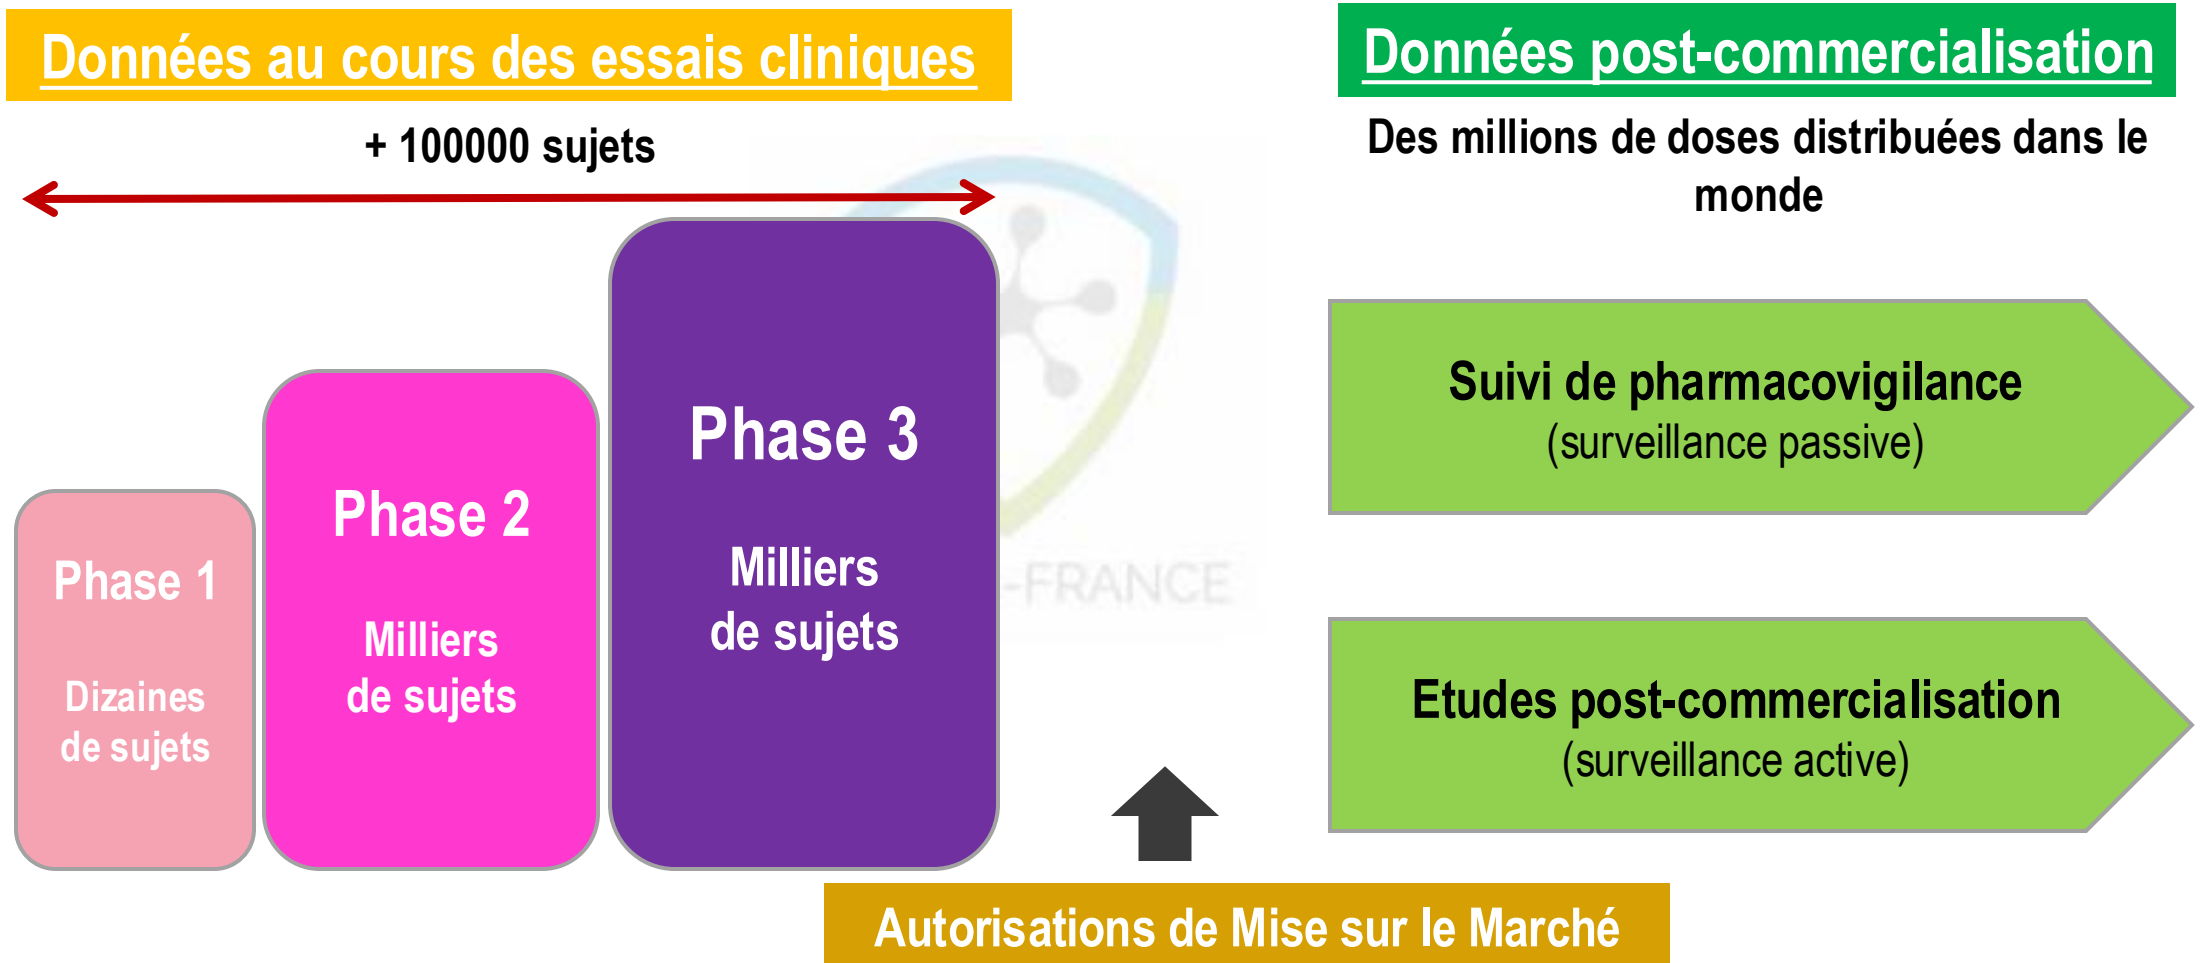 Données au cours des essais cliniques
+ 100000 sujets
Phase 1
Dizaines
de sujets
Phase 2
Milliers
de sujets
Phase 3
Milliers
de sujets
-FRANCE
Autorisations de Mise sur le Marché
Données post-commercialisation
Des millions de doses distribuées dans le
monde
Suivi de pharmacovigilance
(surveillance passive)
Etudes post-commercialisation
(surveillance active)